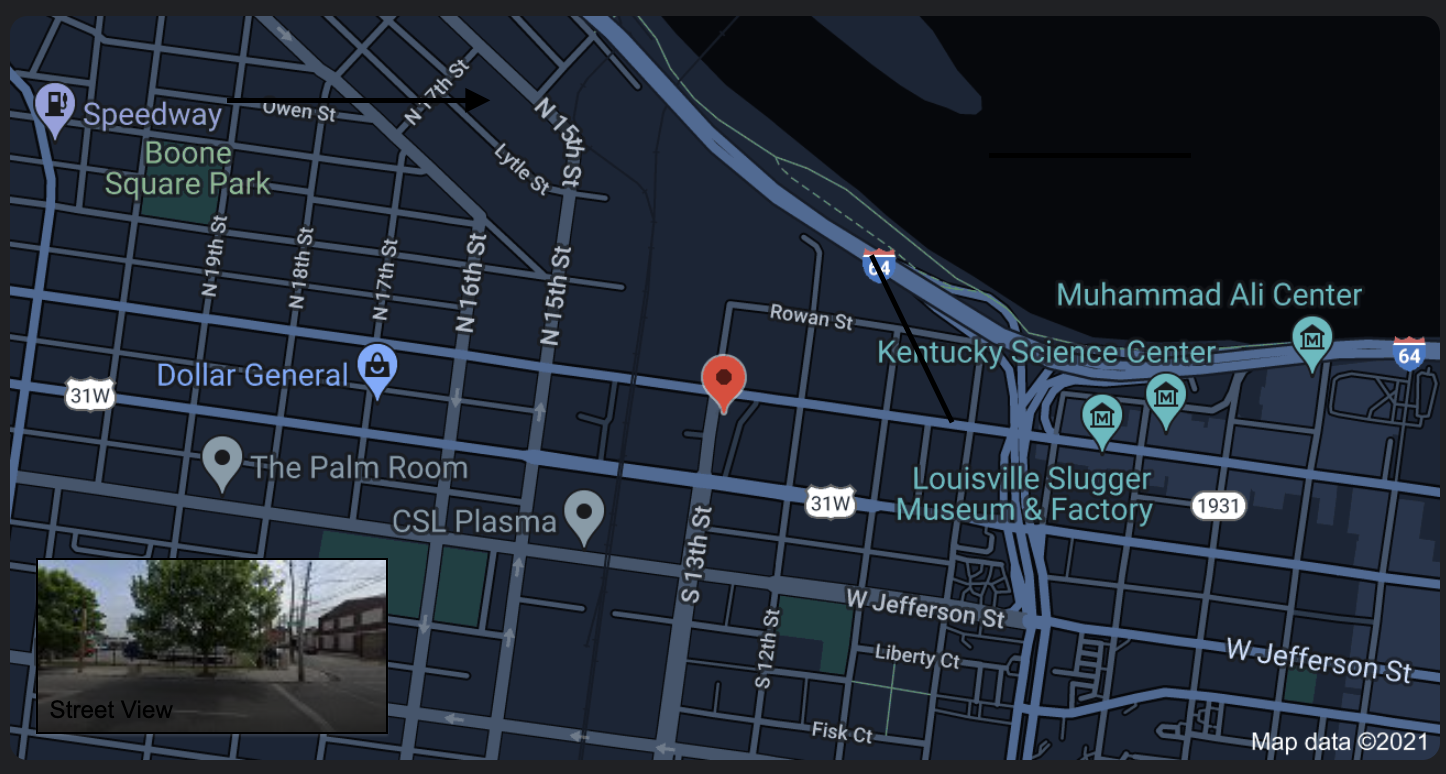 N 17th St
Owen St
Speedway
N 15th St
Boone
Square Park
Lytle St
N 19th St
N 18th St
N 17th St
N 16th St
N 15th St
64
Muhammad Ali Center
Rowan St
Kentucky Science Center
64
Dollar General
31W
The Palm Room
Louisville Slugger
Museum & Factory
31W
1931
CSL Plasma
S 13th St
W Jefferson St
S 12th St
Liberty Ct
W Jefferson St
Street View
Fisk Ct
Map data ©2021